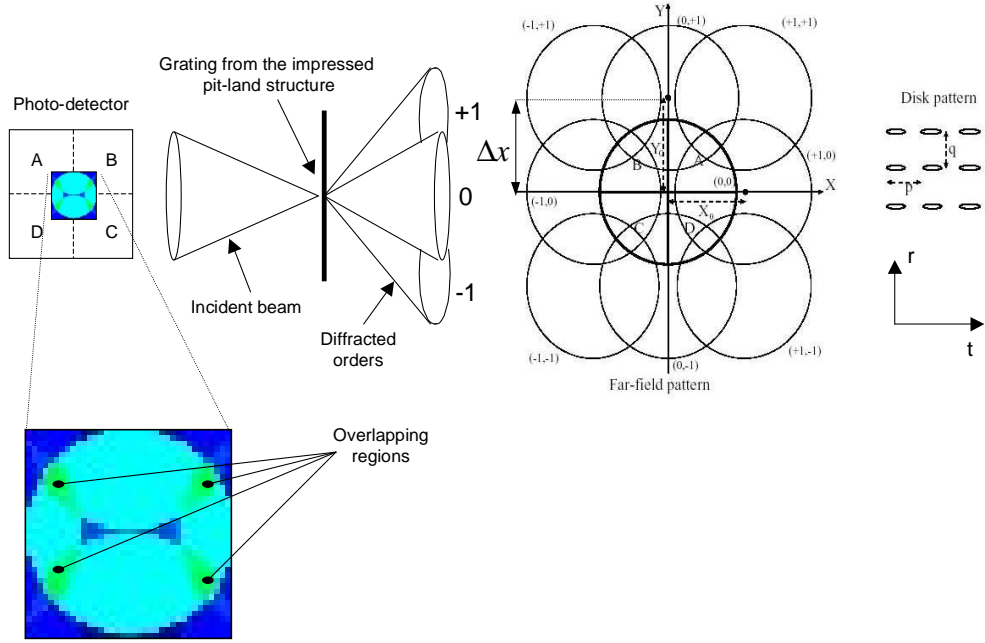 Photo-detector
A
B
D
C
Grating from the impressed
pit-land structure
Incident beam
Diffracted
orders
+1
0
-1
Δx
(-1,+1)
Y
(0,+1)
(+1,+1)
Y₀
B
A
(+1,0)
(0,0)
X
(-1,0)
X₀
C
D
(-1,-1)
(0,-1)
(+1,-1)
Far-field pattern
Disk pattern
q
p
r
t
Overlapping
regions